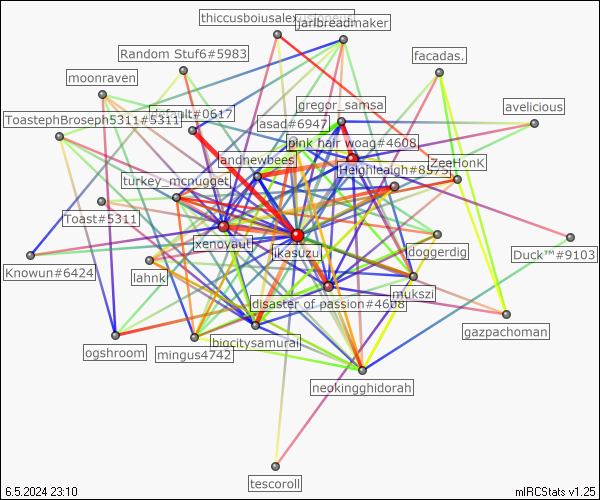 thiccusboiusalex
jarlbreadmaker
Random Stuf6#5983
facadas.
moonraven
gregor_samsa
avelicious
default#0617
ToastephBroseph5311#5311
asad#6947
pink hair woag#4608
andnewbees
ZeeHonK
Heighleaigh#8575
turkey_mcnugget
Toast#5311
xenoyaut
ikasuzu
doggerdig
Duck™#9103
Knowun#6424
lahnk
mukszi
disaster of passion#4608
gazpachoman
ogshroom
mingus4742
bigcitysamurai
neokingghidorah
tescoroll
6.5.2024 23:10
mIRCStats v1.25